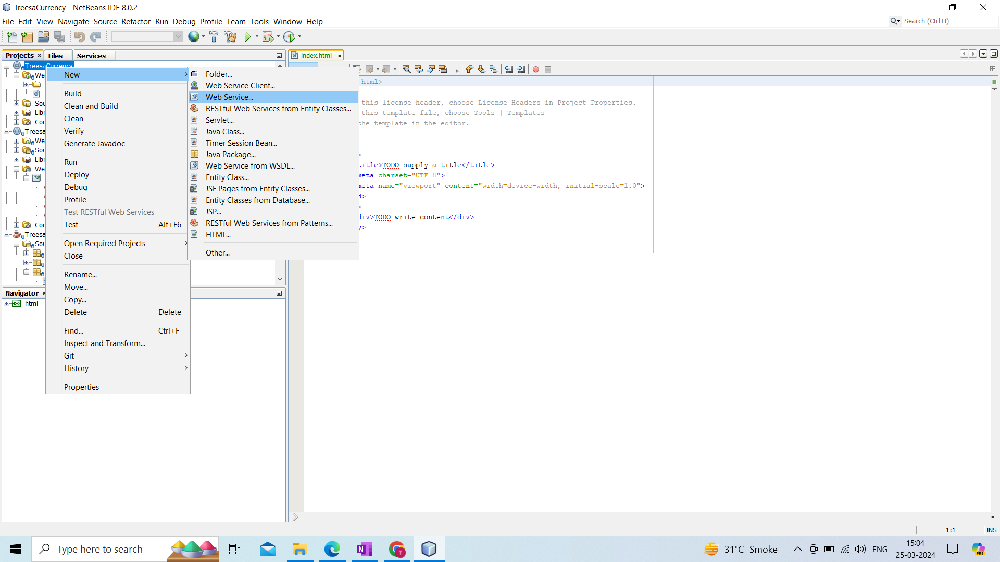 TreesaCurrency - NetBeans IDE 8.0.2
File Edit View Navigate Source Refactor Run Debug Profile Team Tools Window Help
Search (Ctrl+I)
Projects Files Services
index.html
TreesaCurrency
We
Sou
Libr
Con
Treesa
We
Sou
Libr
We
Con
Treesa
Sou
New
Build
Clean and Build
Clean
Verify
Generate Javadoc
Run
Deploy
Debug
Profile
Test RESTful Web Services
Test Alt+F6
Open Required Projects
Close
Rename...
Move...
Copy...
Delete Delete
Find... Ctrl+F
Inspect and Transform...
Git
History
Properties
Folder...
Web Service Client...
Web Service...
RESTful Web Services from Entity Classes...
Servlet...
Java Class...
Timer Session Bean...
Java Package...
Web Service from WSDL...
Entity Class...
JSF Pages from Entity Classes...
Entity Classes from Database...
JSP...
RESTful Web Services from Patterns...
HTML...
Other...
html>
this license header, choose License Headers in Project Properties.
this template file, choose Tools | Templates
the template in the editor.
>
title>TODO supply a title</title>
meta charset="UTF-8">
meta name="viewport" content="width=device-width, initial-scale=1.0">
d>
>
div>TODO write content</div>
y>
Navigator
html
1:1 INS
Type here to search
31°C Smoke
ENG
15:04
25-03-2024
PRE